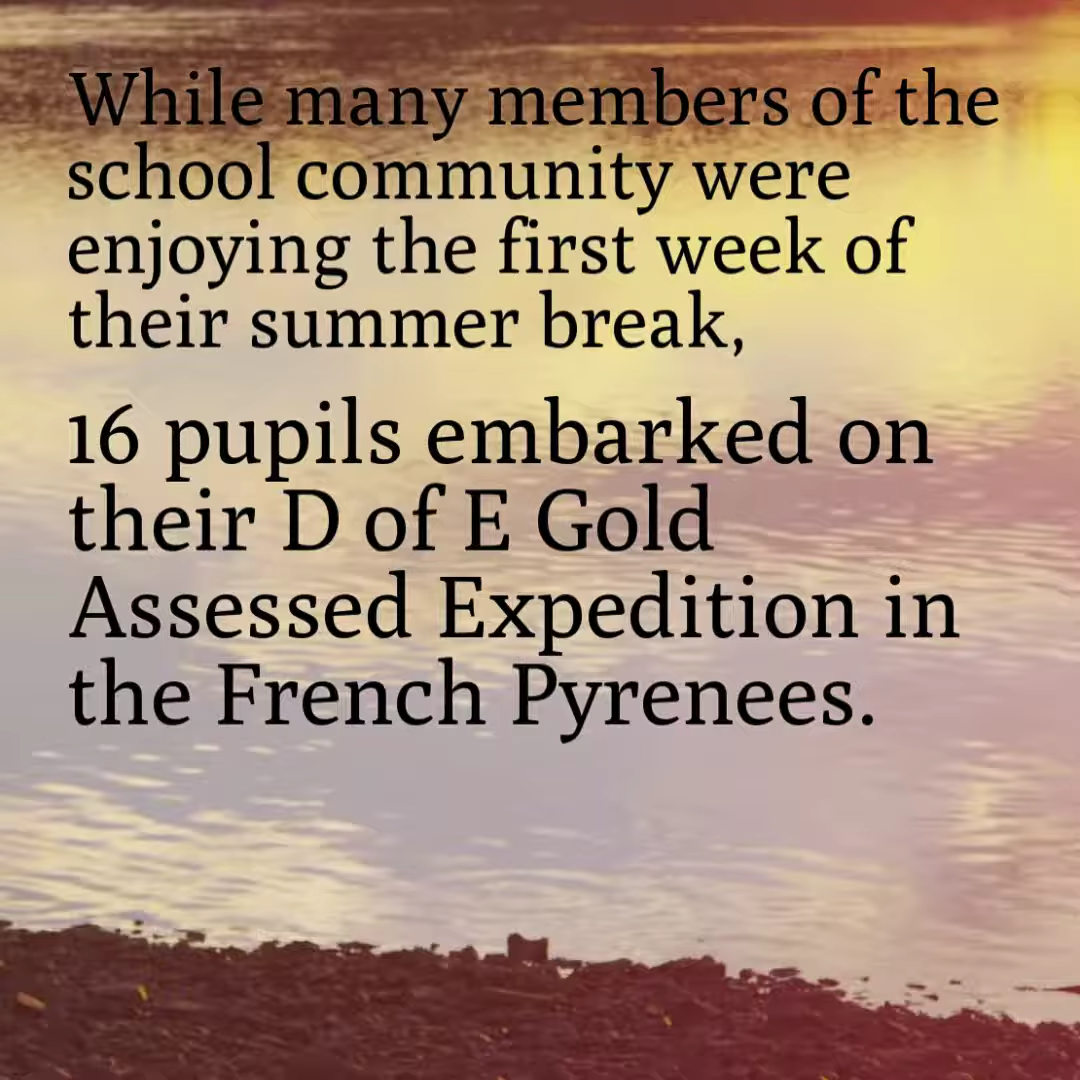 While many members of the
school community were
enjoying the first week of
their summer break,
16 pupils embarked on
their D of E Gold
Assessed Expedition in
the French Pyrenees.